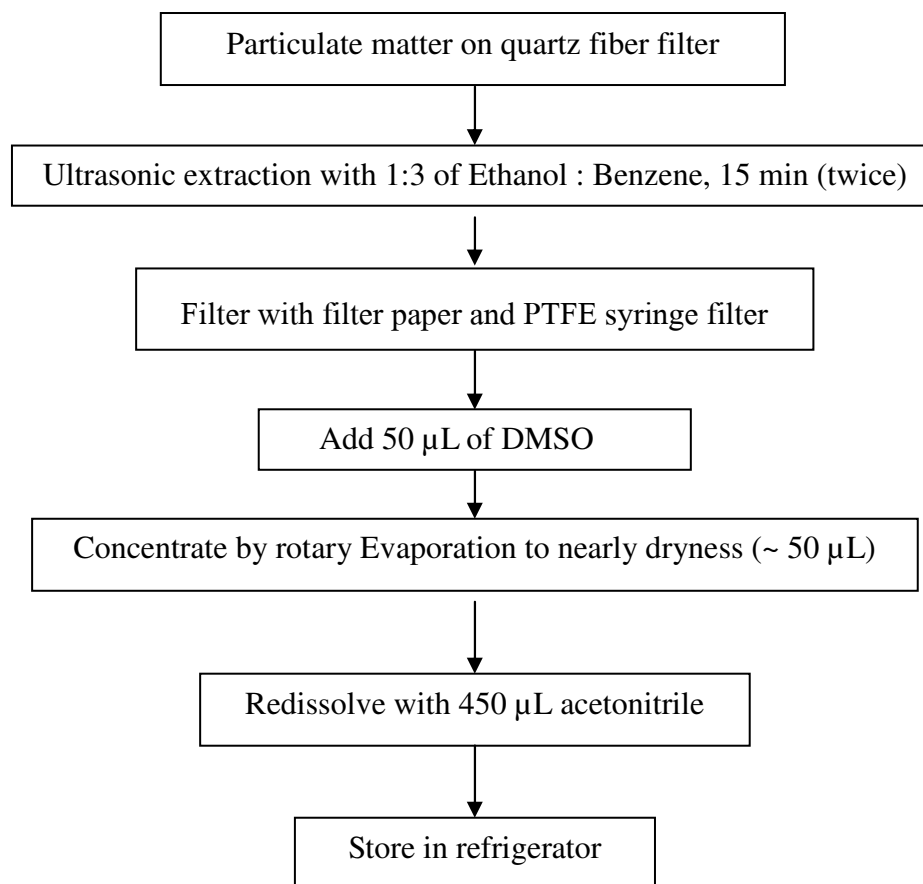 Particulate matter on quartz fiber filter
Ultrasonic extraction with 1:3 of Ethanol : Benzene, 15 min (twice)
Filter with filter paper and PTFE syringe filter
Add 50 µL of DMSO
Concentrate by rotary Evaporation to nearly dryness (~ 50 µL)
Redissolve with 450 µL acetonitrile
Store in refrigerator